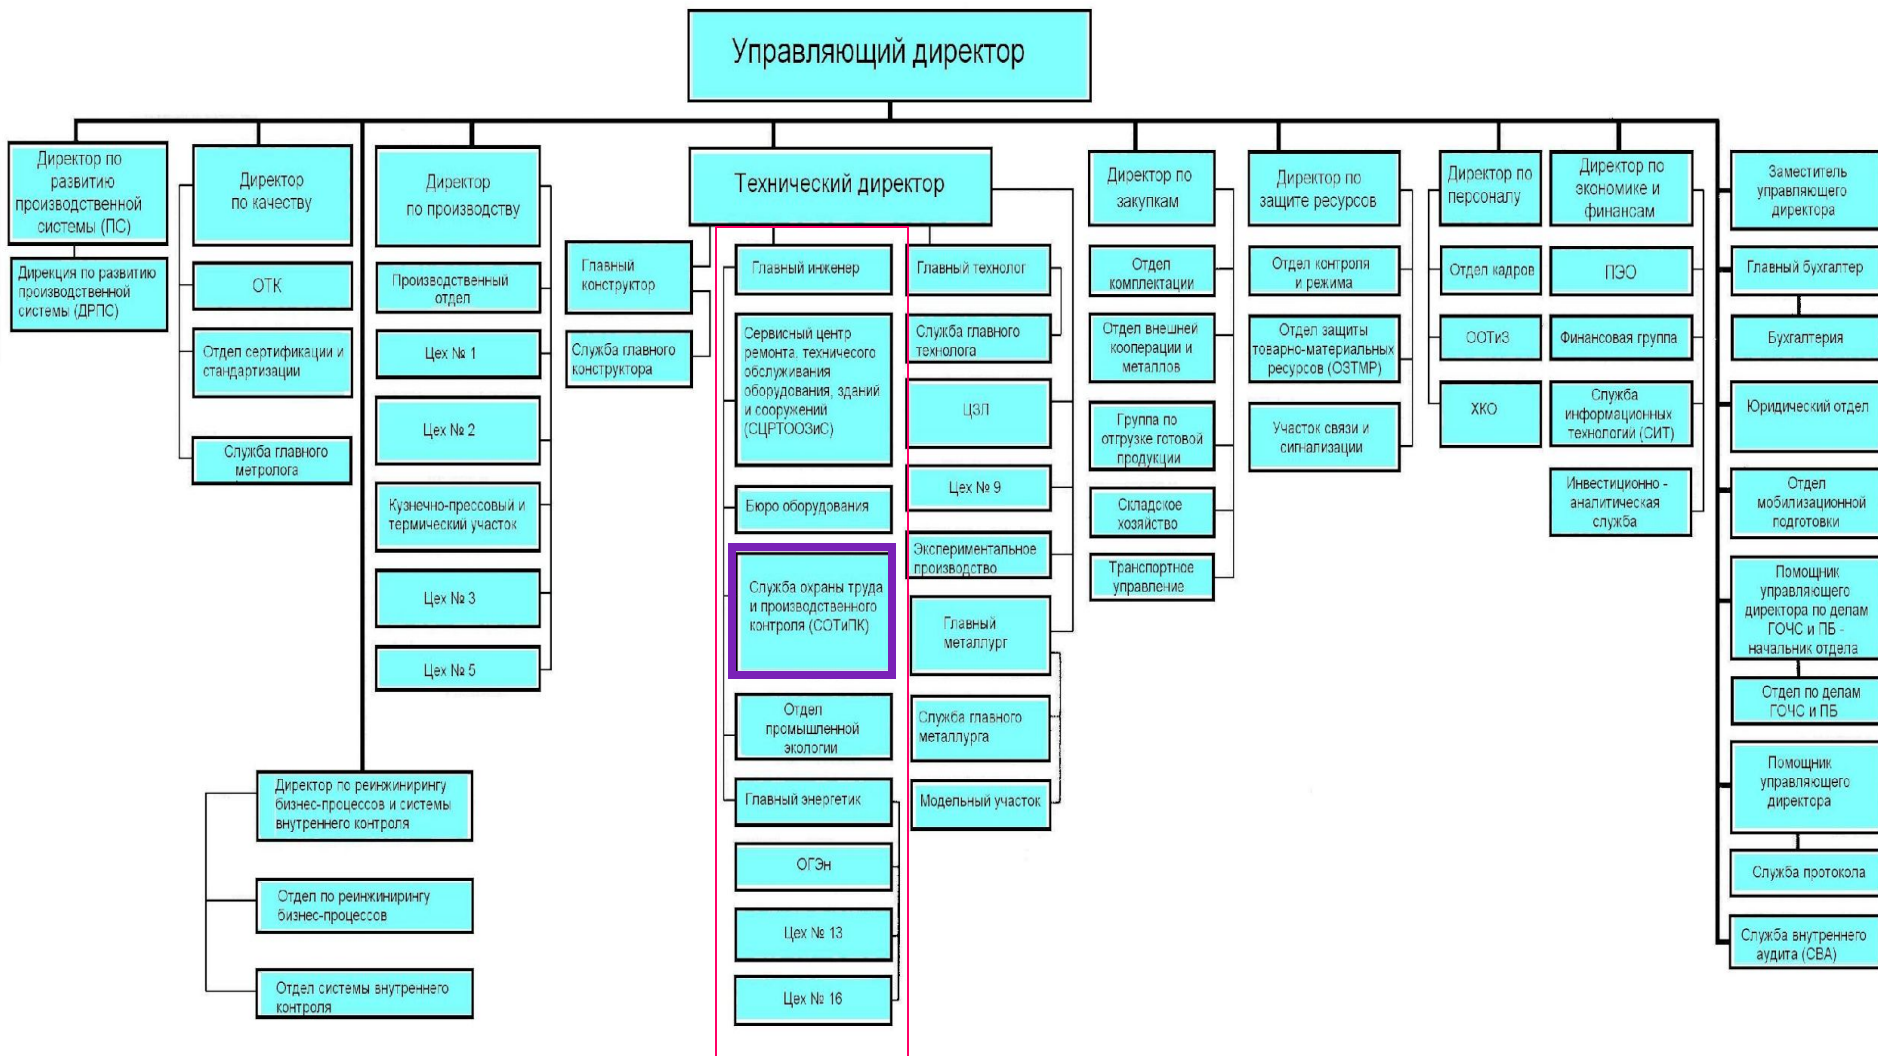 Управляющий директор
Директор по
развитию
производственной
системы (ПС)
Дирекция по развитию
производственной
системы (ДРПС)
Директор
по качеству
ОТК
Отдел сертификации и
стандартизации
Служба главного
метролога
Директор по реинжинирингу
бизнес-процессов и системы
внутреннего контроля
Отдел по реинжинирингу
бизнес-процессов
Отдел системы внутреннего
контроля
Директор
по производству
Производственный
отдел
Цех № 1
Цех № 2
Кузнечно-прессовый и
термический участок
Цех № 3
Цех № 5
Технический директор
Главный
конструктор
Служба главного
конструктора
Главный инженер
Сервисный центр
ремонта, техничесого
обслуживания
оборудования, зданий
и сооружений
(СЦРТООЗиС)
Бюро оборудования
Служба охраны труда
и производственного
контроля (СОТиПК)
Отдел
промышленной
экологии
Главный энергетик
ОГЭн
Цех № 13
Цех № 16
Главный технолог
Служба главного
технолога
ЦЗЛ
Цех № 9
Экспериментальное
производство
Главный
металлург
Служба главного
металлурга
Модельный участок
Директор по
закупкам
Отдел
комплектации
Отдел внешней
кооперации и
металлов
Группа по
отгрузке готовой
продукции
Складское
хозяйство
Транспортное
управление
Директор по
защите ресурсов
Отдел контроля
и режима
Отдел защиты
товарно-материальных
ресурсов (ОЗТМР)
Участок связи и
сигнализации
Директор по
персоналу
Отдел кадров
ООТиЗ
ХКО
Директор по
экономике и
финансам
ПЭО
Финансовая группа
Служба
информационных
технологий (СИТ)
Инвестиционно -
аналитическая
служба
Заместитель
управляющего
директора
Главный бухгалтер
Бухгалтерия
Юридический отдел
Отдел
мобилизационной
подготовки
Помощник
управляющего
директора по делам
ГОЧС и ПБ -
начальник отдела
Отдел по делам
ГОЧС и ПБ
Помощник
управляющего
директора
Служба протокола
Служба внутреннего
аудита (СВА)